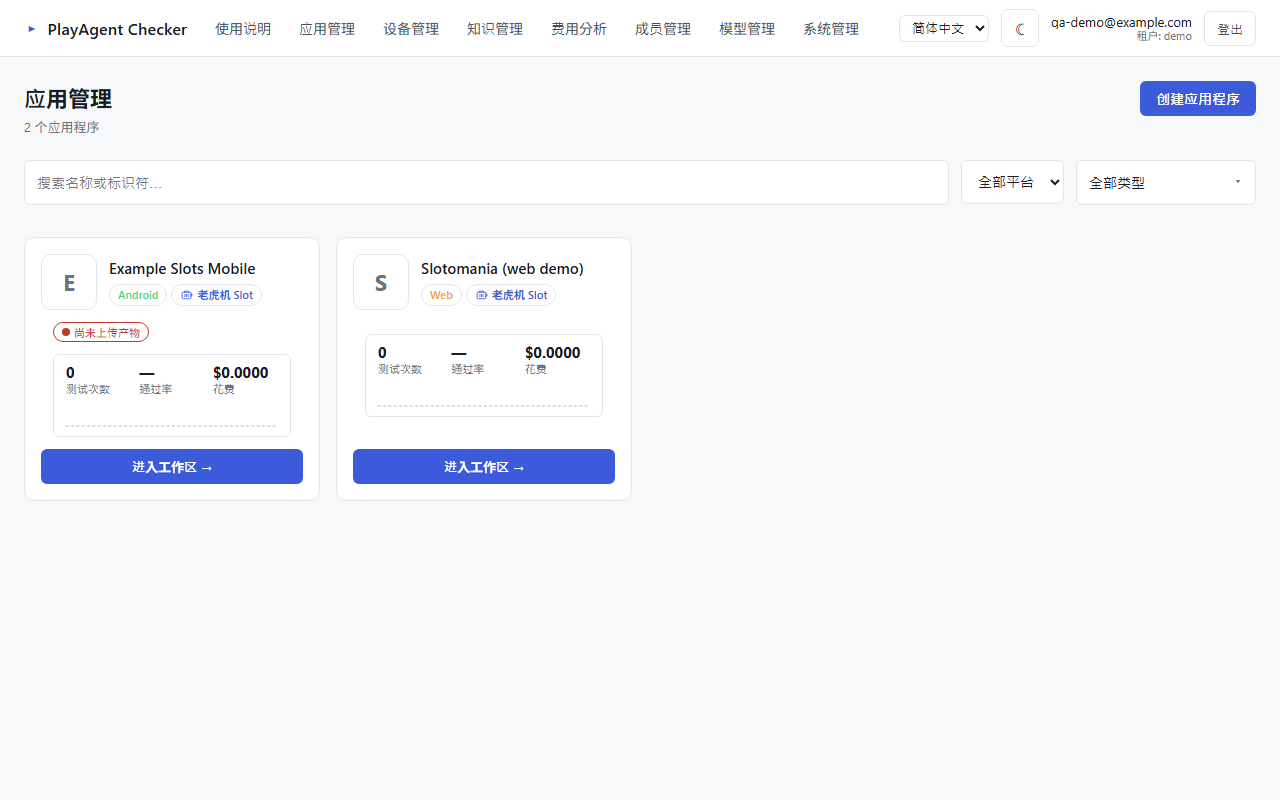 PlayAgent Checker 使用说明 应用管理 设备管理 知识管理 费用分析 成员管理 模型管理 系统管理 简体中文 qa-demo@example.com 登出
租户: demo
应用管理 创建应用程序
2 个应用程序
搜索名称或标识符... 全部平台 全部类型
E Example Slots Mobile
Android 老虎机 Slot
尚未上传产物
0 — $0.0000
测试次数 通过率 花费
进入工作区 →
S Slotomania (web demo)
Web 老虎机 Slot
0 — $0.0000
测试次数 通过率 花费
进入工作区 →